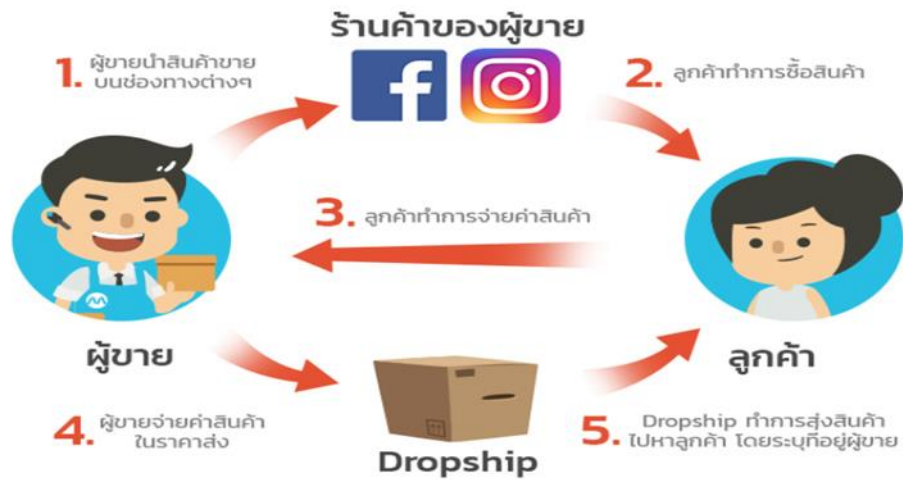 ร้านค้าของผู้ขาย
1. ผู้ขายนำสินค้าขาย
บนช่องทางต่างๆ
2. ลูกค้าทำการซื้อสินค้า
3. ลูกค้าทำการจ่ายค่าสินค้า
ผู้ขาย
ลูกค้า
4. ผู้ขายจ่ายค่าสินค้า
ในราคาส่ง
Dropship
5. Dropship ทำการส่งสินค้า
ไปหาลูกค้า โดยระบุที่อยู่ผู้ขาย